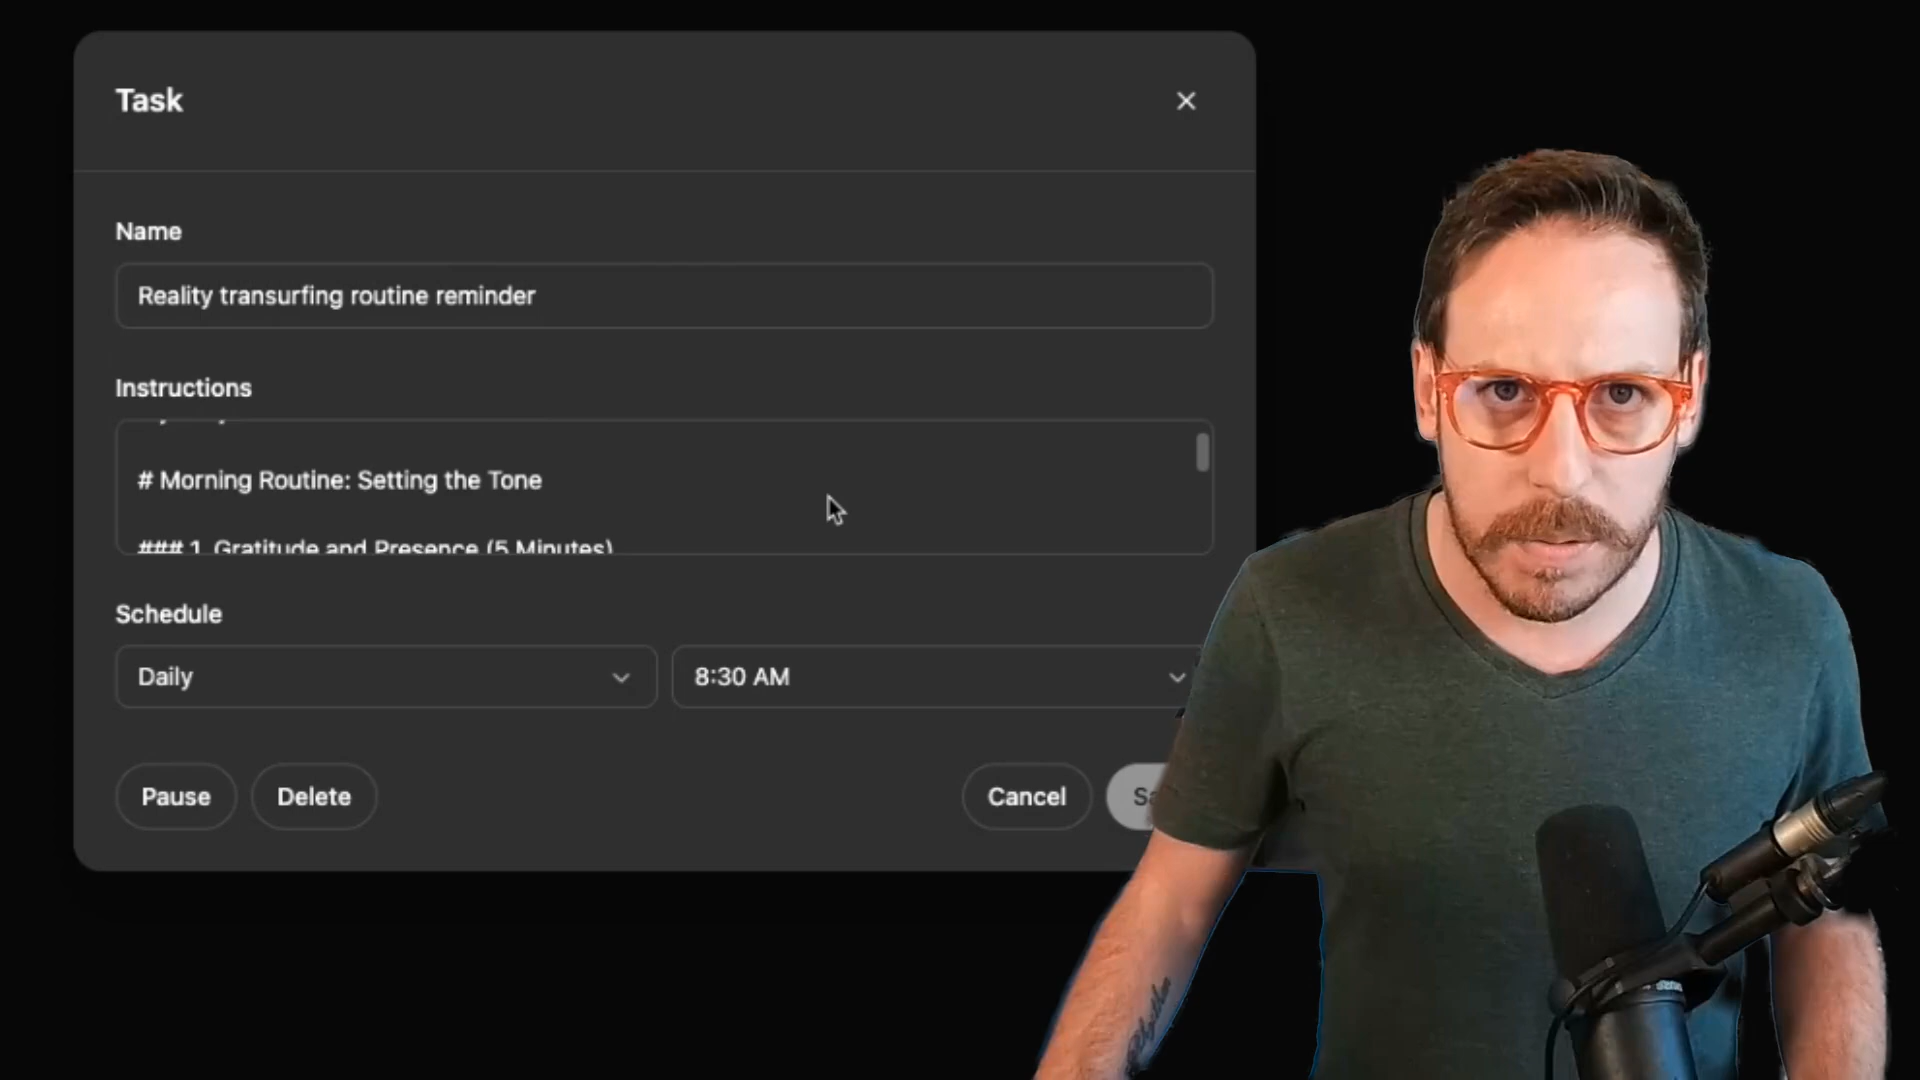 Task
Name
Reality transurfing routine reminder
Instructions
# Morning Routine: Setting the Tone
### 1. Gratitude and Presence (5 Minutes)
Schedule
Daily
8:30 AM
Pause
Delete
Cancel